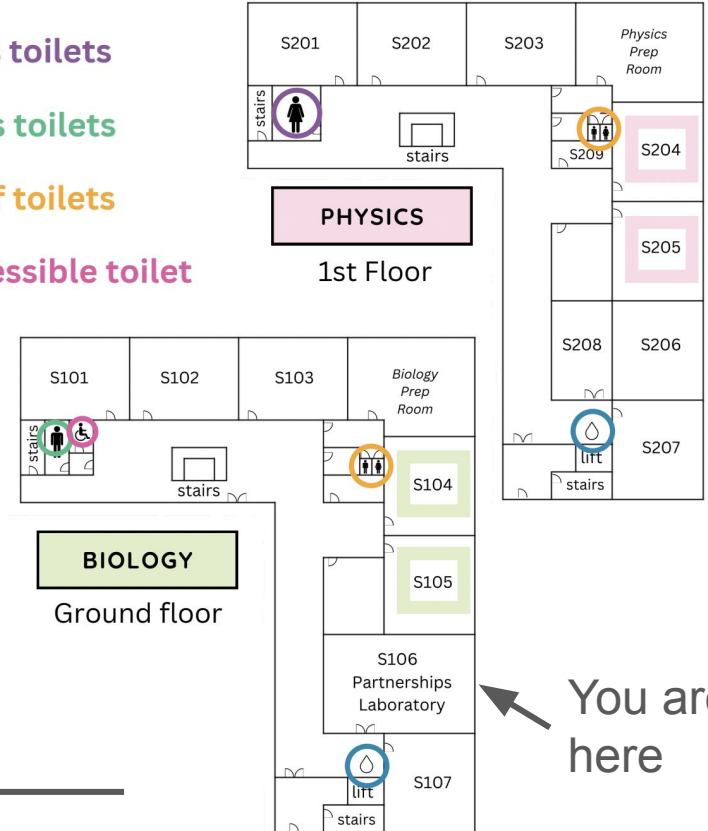 toilets
toilets
toilets
toilet
S201
S202
S203
Physics
Prep
Room
stairs
stairs
S209
S204
PHYSICS
1st Floor
S205
S208
S206
lift
S207
stairs
S101
S102
S103
Biology
Prep
Room
stairs
stairs
S104
BIOLOGY
Ground floor
S105
S106
Partnerships
Laboratory
You are
here
lift
S107
stairs